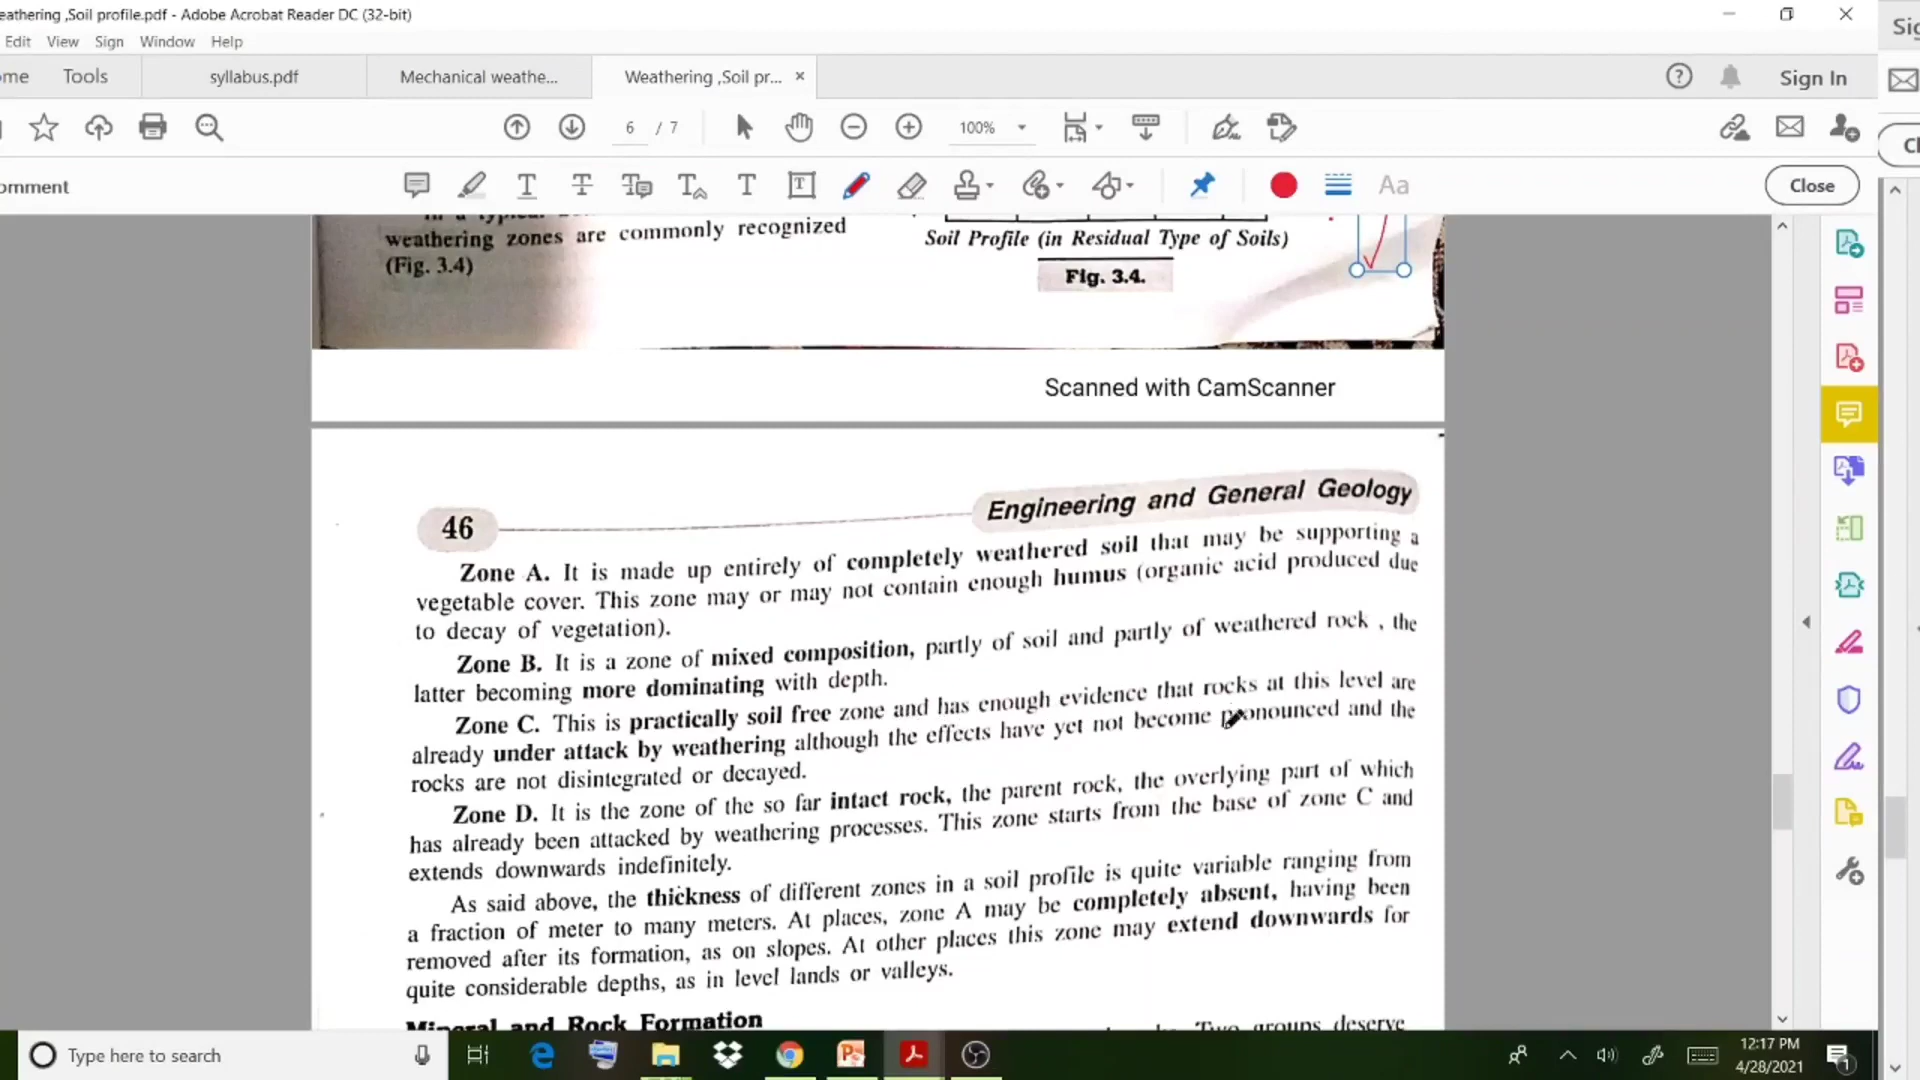 eathering ,Soil profile.pdf - Adobe Acrobat Reader DC (32-bit)
Sig
Edit View Sign Window Help
ome Tools syllabus.pdf Mechanical weathe... Weathering ,Soil pr... × Sign In
6 / 7 100%
omment Aa Close
In a typical
weathering zones are commonly recognized
(Fig. 3.4)
Soil Profile (in Residual Type of Soils)
Fig. 3.4.
Scanned with CamScanner
46 Engineering and General Geology
Zone A. It is made up entirely of completely weathered soil that may be supporting a
vegetable cover. This zone may or may not contain enough humus (organic acid produced due
to decay of vegetation).
Zone B. It is a zone of mixed composition, partly of soil and partly of weathered rock , the
latter becoming more dominating with depth.
Zone C. This is practically soil free zone and has enough evidence that rocks at this level are
already under attack by weathering although the effects have yet not become pronounced and the
rocks are not disintegrated or decayed.
Zone D. It is the zone of the so far intact rock, the parent rock, the overlying part of which
has already been attacked by weathering processes. This zone starts from the base of zone C and
extends downwards indefinitely.
As said above, the thickness of different zones in a soil profile is quite variable ranging from
a fraction of meter to many meters. At places, zone A may be completely absent, having been
removed after its formation, as on slopes. At other places this zone may extend downwards for
quite considerable depths, as in level lands or valleys.
Mineral and Rock Formation
Two groups deserve
Type here to search
12:17 PM
4/28/2021
1